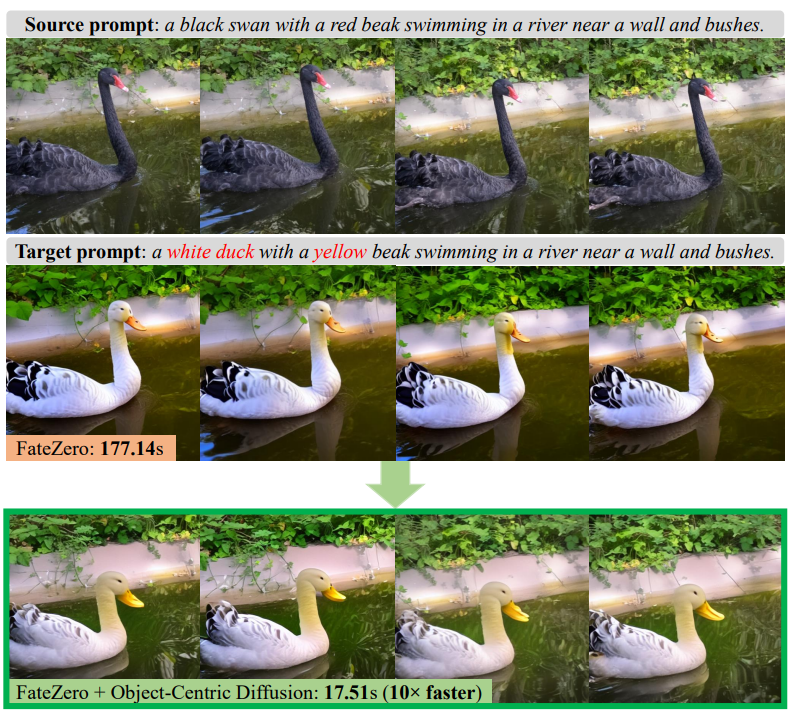 Source prompt: a black swan with a red beak swimming in a river near a wall and bushes.
Target prompt: a white duck with a yellow beak swimming in a river near a wall and bushes.
FateZero: 177.14s
FateZero + Object-Centric Diffusion: 17.51s (10× faster)